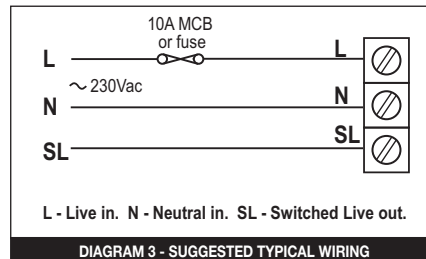 10A MCB
or fuse
L L
~ 230Vac
N N
SL SL
L - Live in. N - Neutral in. SL - Switched Live out.
DIAGRAM 3 - SUGGESTED TYPICAL WIRING